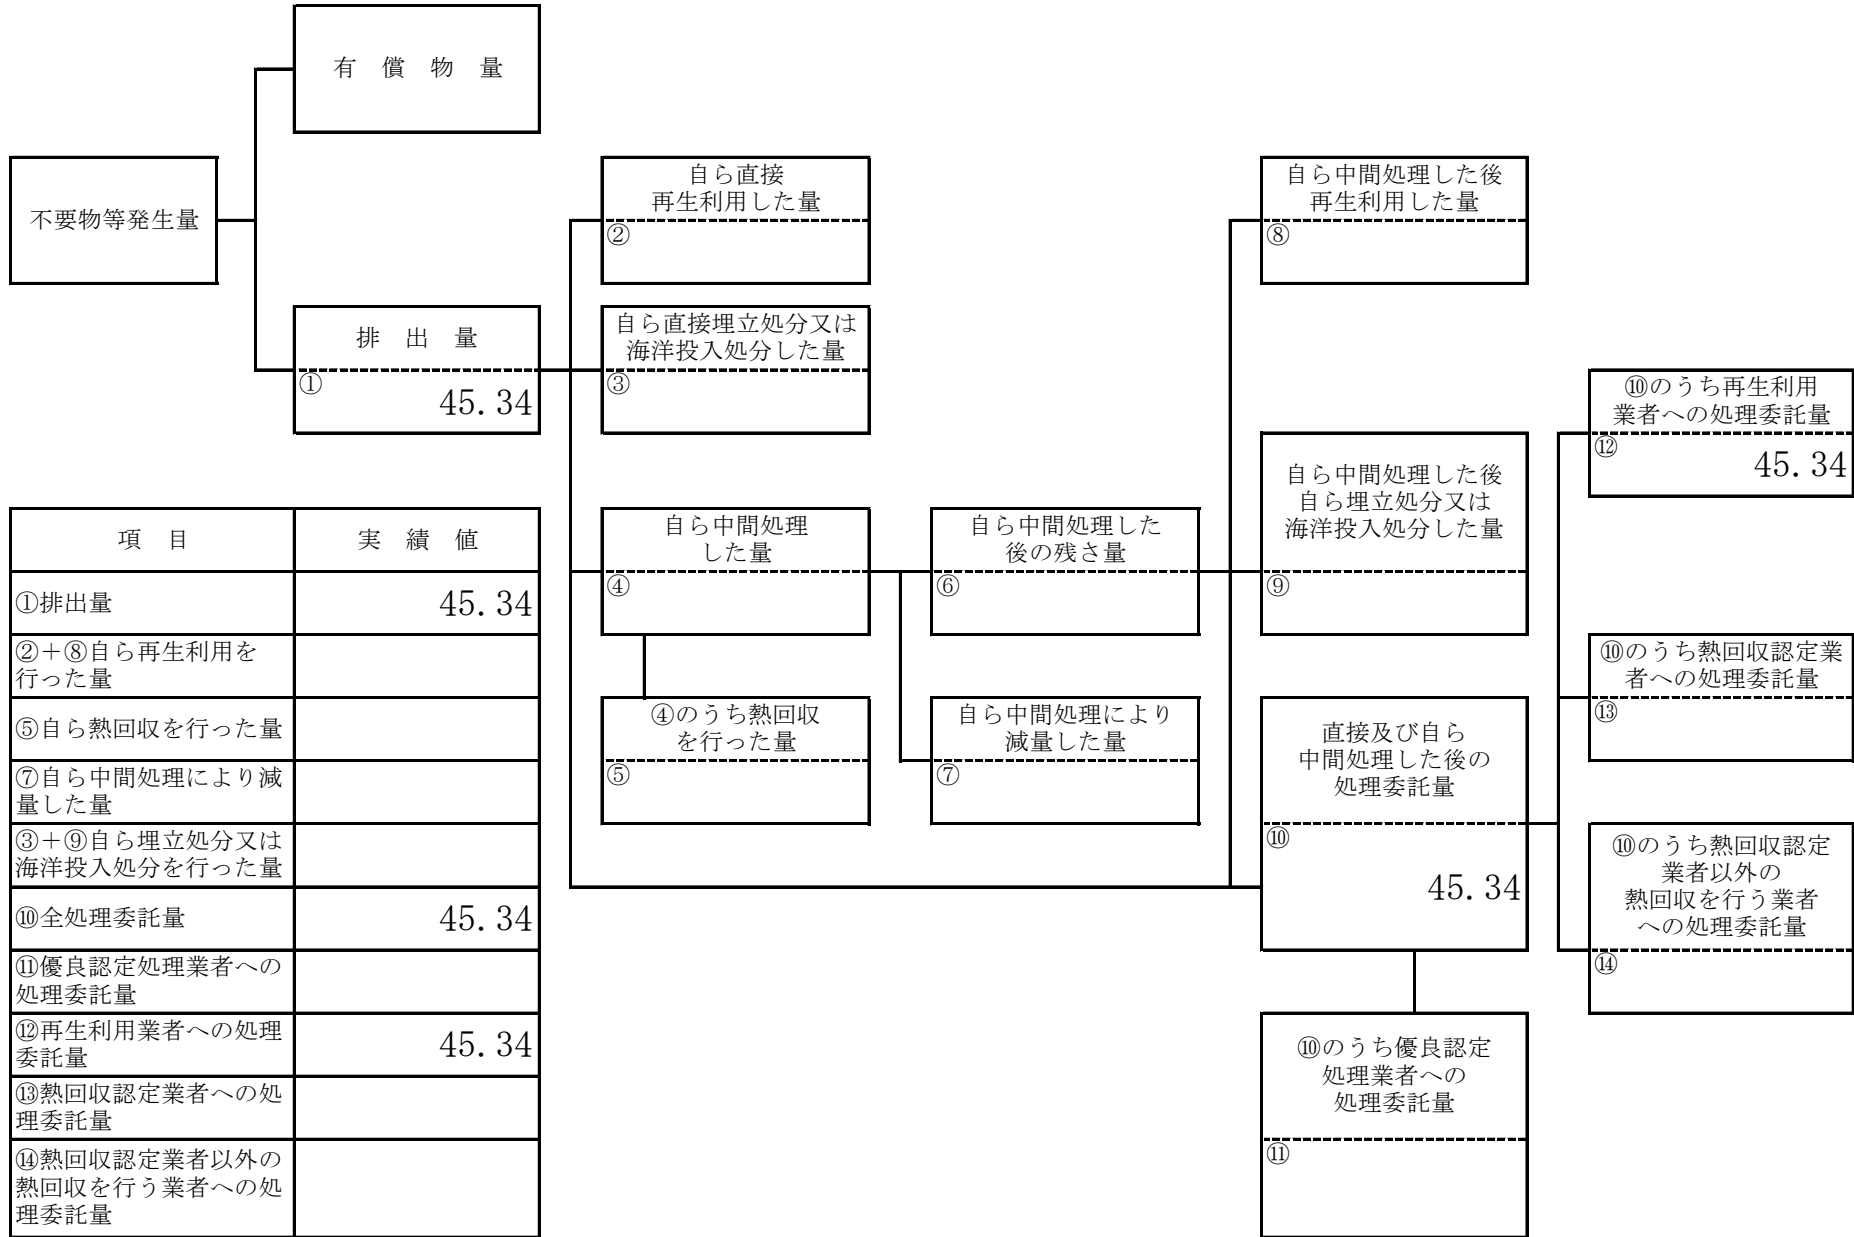 有　償　物　量
不要物等発生量
排　出　量
①
45.34
自ら直接
再生利用した量
②
自ら直接埋立処分又は
海洋投入処分した量
③
自ら中間処理
した量
④
④のうち熱回収
を行った量
⑤
自ら中間処理した
後の残さ量
⑥
自ら中間処理により
減量した量
⑦
自ら中間処理した後
再生利用した量
⑧
自ら中間処理した後
自ら埋立処分又は
海洋投入処分した量
⑨
直接及び自ら
中間処理した後の
処理委託量
⑩
45.34
⑩のうち優良認定
処理業者への
処理委託量
⑪
⑩のうち再生利用
業者への処理委託量
⑫
45.34
⑩のうち熱回収認定業
者への処理委託量
⑬
⑩のうち熱回収認定
業者以外の
熱回収を行う業者
への処理委託量
⑭
項　目　実　績　値
①排出量　45.34
②＋⑧自ら再生利用を
行った量
⑤自ら熱回収を行った量
⑦自ら中間処理により減
量した量
③＋⑨自ら埋立処分又は
海洋投入処分を行った量
⑩全処理委託量　45.34
⑪優良認定処理業者への
処理委託量
⑫再生利用業者への処理
委託量　45.34
⑬熱回収認定業者への処
理委託量
⑭熱回収認定業者以外の
熱回収を行う業者への処
理委託量